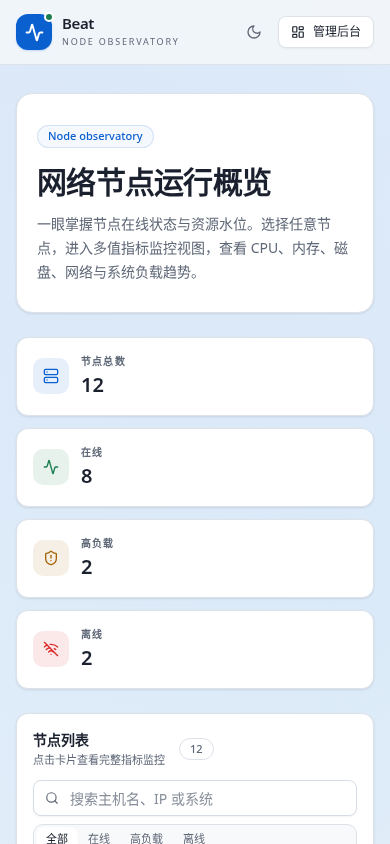 Beat
NODE OBSERVATORY
管理后台
Node observatory
网络节点运行概览
一眼掌握节点在线状态与资源水位。选择任意节
点，进入多值指标监控视图，查看 CPU、内存、磁
盘、网络与系统负载趋势。
节点总数
12
在线
8
高负载
2
离线
2
节点列表
点击卡片查看完整指标监控
12
搜索主机名、IP 或系统
全部 在线 高负载 离线